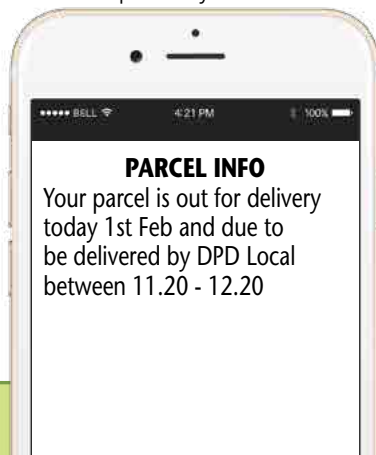 BELL 4:21 PM 100%
PARCEL INFO
Your parcel is out for delivery
today 1st Feb and due to
be delivered by DPD Local
between 11.20 - 12.20